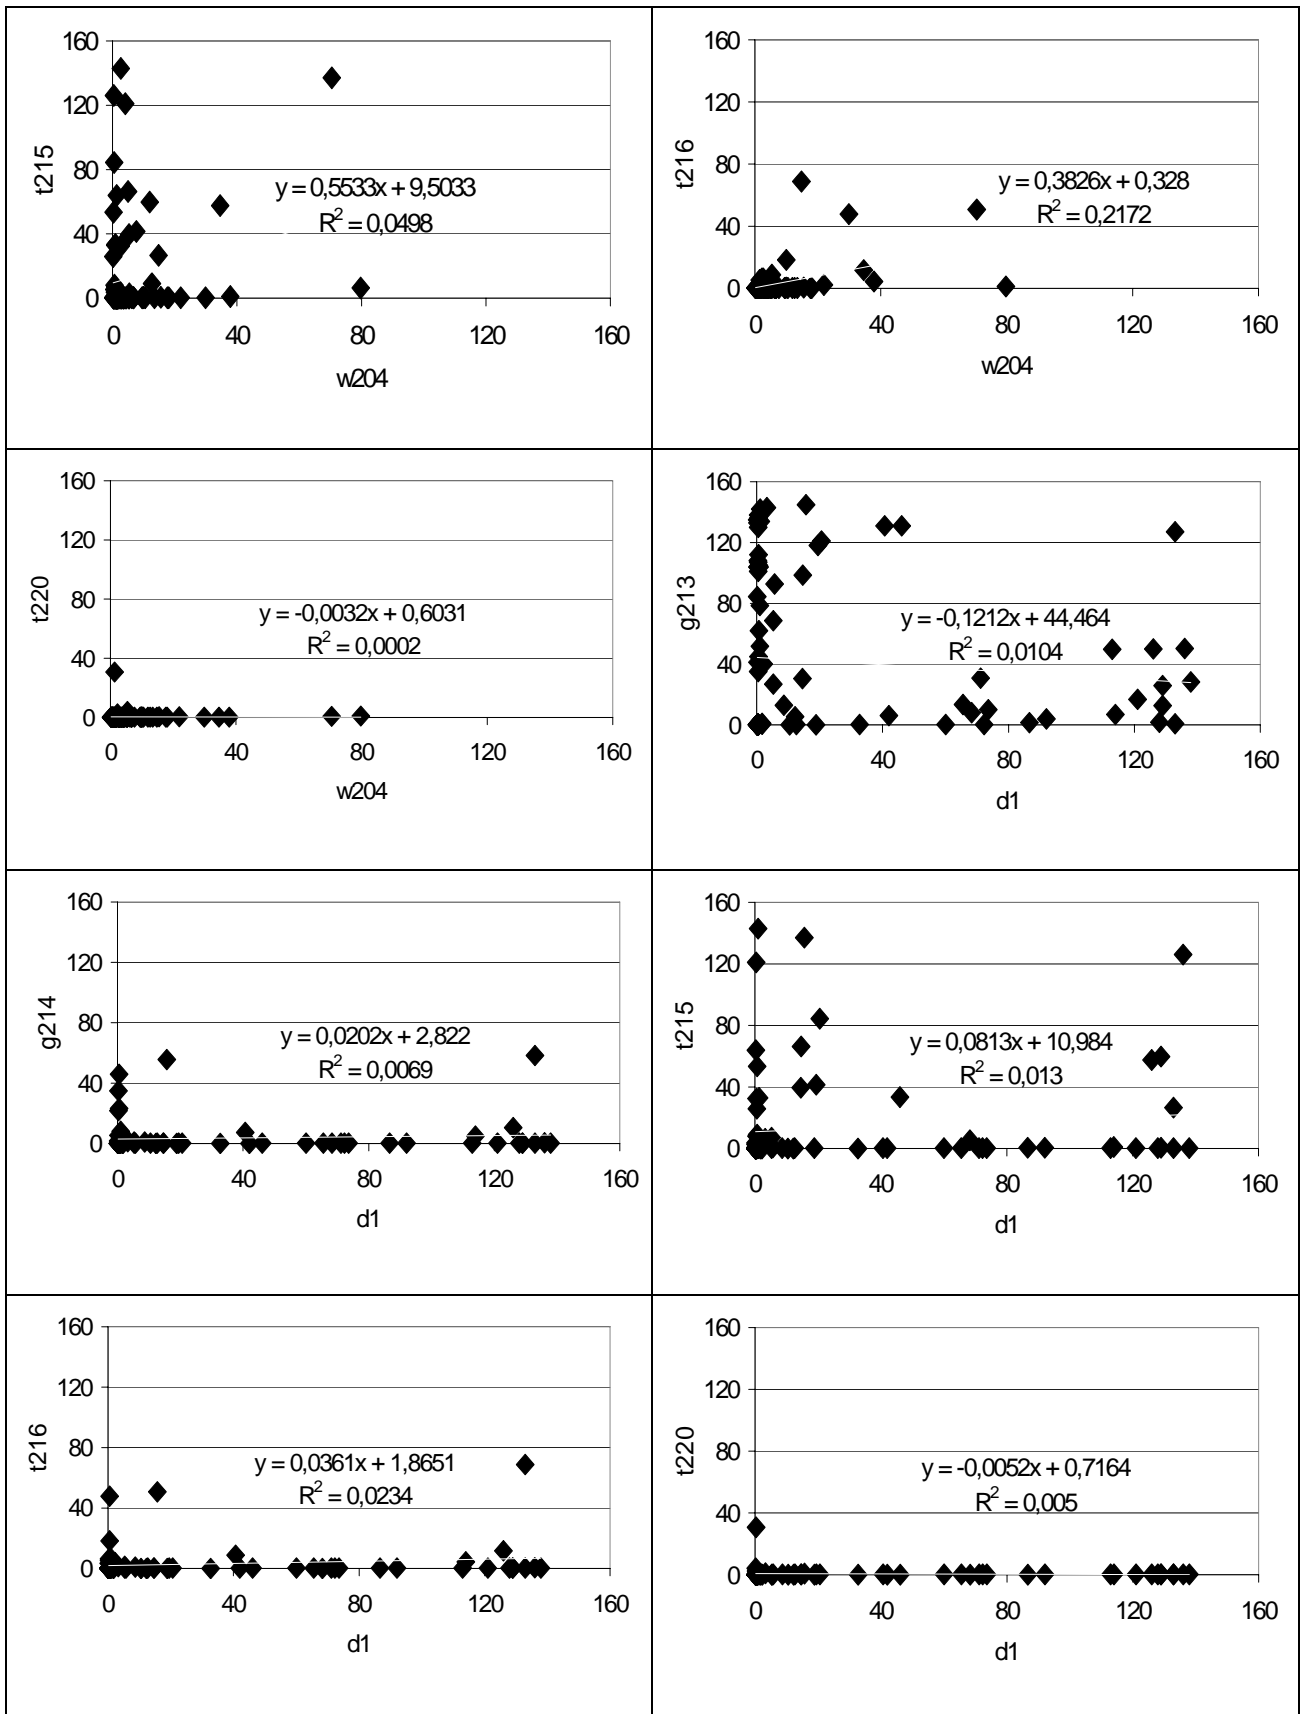 160
120
80
40
0
t215
y = 0,5533x + 9,5033
R² = 0,0498
0 40 80 120 160
w204
160
120
80
40
0
t216
y = 0,3826x + 0,328
R² = 0,2172
0 40 80 120 160
w204
160
120
80
40
0
t220
y = -0,0032x + 0,6031
R² = 0,0002
0 40 80 120 160
w204
160
120
80
40
0
g213
y = -0,1212x + 44,464
R² = 0,0104
0 40 80 120 160
d1
160
120
80
40
0
g214
y = 0,0202x + 2,822
R² = 0,0069
0 40 80 120 160
d1
160
120
80
40
0
t215
y = 0,0813x + 10,984
R² = 0,013
0 40 80 120 160
d1
160
120
80
40
0
t216
y = 0,0361x + 1,8651
R² = 0,0234
0 40 80 120 160
d1
160
120
80
40
0
t220
y = -0,0052x + 0,7164
R² = 0,005
0 40 80 120 160
d1